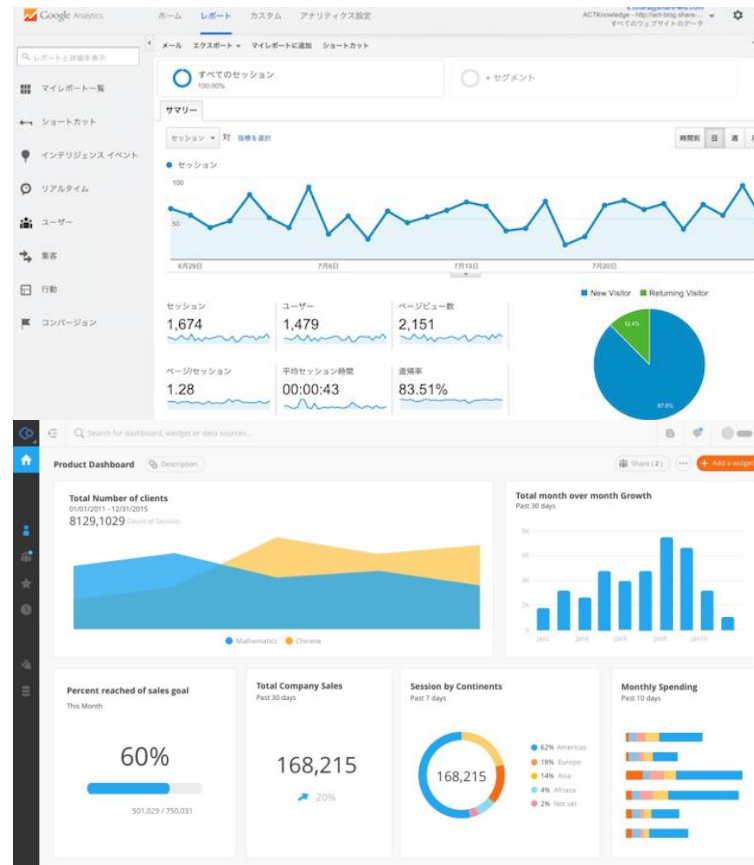 Google Analytics
ホーム
レポート
カスタム
アナリティクス設定
すべてのウェブサイトのデータ
レポートと詳細を表示
メール
エクスポート
マイレポートに追加
ショートカット
マイレポート一覧
ショートカット
インテリジェンス イベント
リアルタイム
ユーザー
集客
行動
コンバージョン
すべてのセッション
100.00%
+ セグメント
サマリー
セッション
対
指標を選択
時間別
日
週
セッション
100
50
6月29日
7月6日
7月13日
7月20日
セッション
ユーザー
ページビュー数
1,674
1,479
2,151
ページ/セッション
平均セッション時間
直帰率
1.28
00:00:43
83.51%
New Visitor
Returning Visitor
12.4%
87.6%
Search for dashboard, widget or data sources...
Product Dashboard
Description
Share ( 2 )
+ Add a widget
Total Number of clients
01/01/2011 - 12/31/2015
8129,1029 Count of Session
Mathematics
Chinese
Total month over month Growth
Past 30 days
8K
6K
4K
2K
0
Jan2
Jan4
Jan6
Jan8
Jan10
Percent reached of sales goal
This Month
60%
501,029 / 750,031
Total Company Sales
Past 30 days
168,215
20%
Session by Continents
Past 7 days
168,215
62% Americas
18% Europe
14% Asia
4% Afriaca
2% Not set
Monthly Spending
Past 10 days